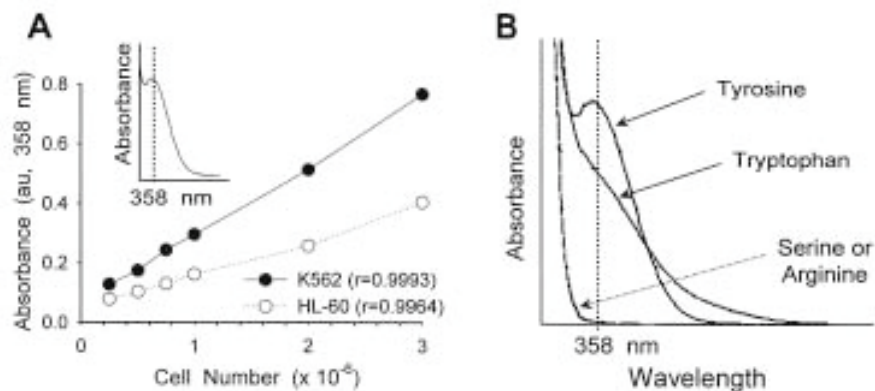 A
Absorbance (au, 358 nm)
0.8
0.6
0.4
0.2
0.0
0
1
2
3
Cell Number (x 10⁻⁶)
Absorbance
358 nm
K562 (r=0.9993)
HL-60 (r=0.9964)
B
Absorbance
Tyrosine
Tryptophan
Serine or
Arginine
358 nm
Wavelength